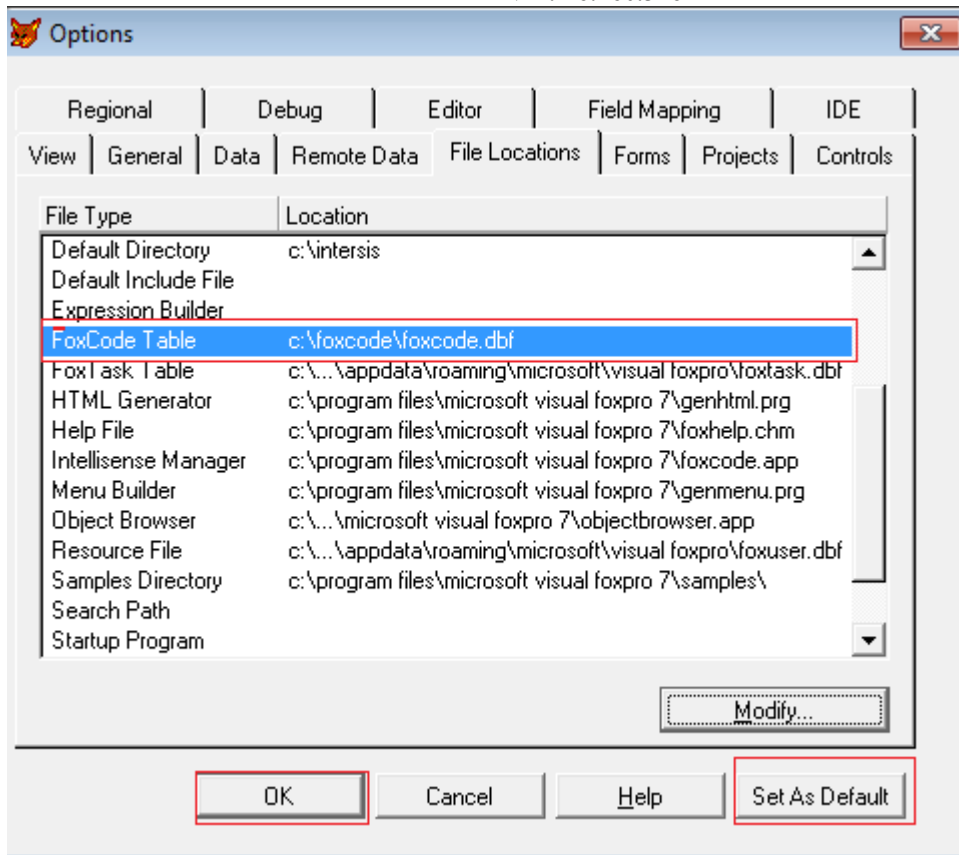 Options
Regional Debug Editor Field Mapping IDE
View General Data Remote Data File Locations Forms Projects Controls
File Type Location
Default Directory c:\intersis
Default Include File
Expression Builder
FoxCode Table c:\foxcode\foxcode.dbf
FoxTask Table c:\...\appdata\roaming\microsoft\visual foxpro\foxtask.dbf
HTML Generator c:\program files\microsoft visual foxpro 7\genhtml.prg
Help File c:\program files\microsoft visual foxpro 7\foxhelp.chm
Intellisense Manager c:\program files\microsoft visual foxpro 7\foxcode.app
Menu Builder c:\program files\microsoft visual foxpro 7\genmenu.prg
Object Browser c:\...\microsoft visual foxpro 7\objectbrowser.app
Resource File c:\...\appdata\roaming\microsoft\visual foxpro\foxuser.dbf
Samples Directory c:\program files\microsoft visual foxpro 7\samples\
Search Path
Startup Program
Modify...
OK Cancel Help Set As Default